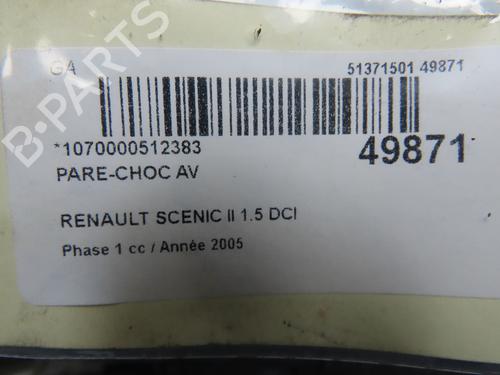 GA
51371501 49871
*1070000512383
49871
PARE-CHOC AV
RENAULT SCENIC II 1.5 DCI
Phase 1 cc / Année 2005
B-PARTS